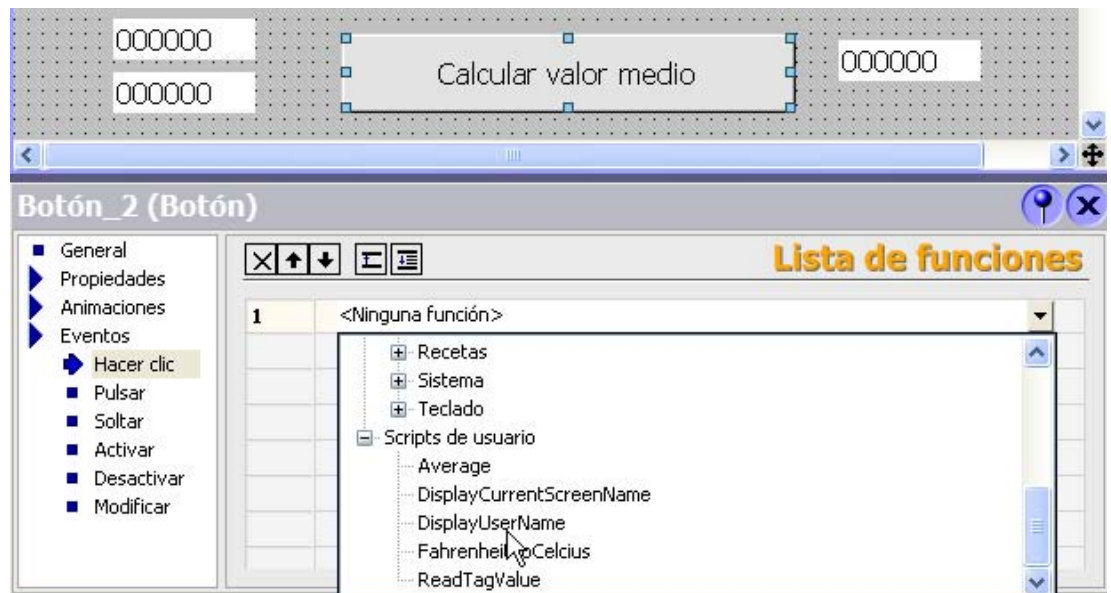 000000
000000
Calcular valor medio
000000
Botón_2 (Botón)
General
Propiedades
Animaciones
Eventos
Hacer clic
Pulsar
Soltar
Activar
Desactivar
Modificar
Lista de funciones
1 <Ninguna función>
Recetas
Sistema
Teclado
Scripts de usuario
Average
DisplayCurrentScreenName
DisplayUserName
ReadTagValue